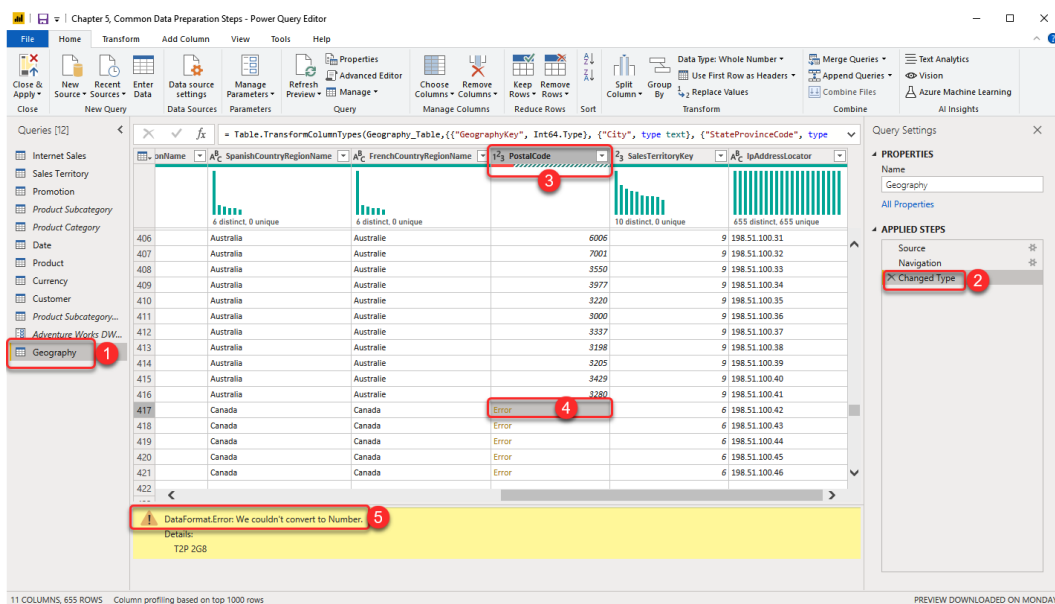 Chapter 5, Common Data Preparation Steps - Power Query Editor
File Home Transform Add Column View Tools Help
Close & Apply
New Source
Recent Sources
Enter Data
Data source settings
Manage Parameters
Refresh Preview
Properties
Advanced Editor
Manage
Choose Columns
Remove Columns
Keep Rows
Remove Rows
Split Column
Group By
Data Type: Whole Number
Use First Row as Headers
1→2 Replace Values
Merge Queries
Append Queries
Combine Files
Text Analytics
Vision
Azure Machine Learning
Close New Query Data Sources Parameters Query Manage Columns Reduce Rows Sort Transform Combine AI Insights
Queries [12]
Internet Sales
Sales Territory
Promotion
Product Subcategory
Product Category
Date
Product
Currency
Customer
Product Subcategory...
Adventure Works DW...
Geography 1
fx = Table.TransformColumnTypes(Geography_Table,{{"GeographyKey", Int64.Type}, {"City", type text}, {"StateProvinceCode", type
onName ABC SpanishCountryRegionName ABC FrenchCountryRegionName 123 PostalCode 23 SalesTerritoryKey ABC IpAddressLocator
3
6 distinct, 0 unique 6 distinct, 0 unique 10 distinct, 0 unique 655 distinct, 655 unique
406 Australia Australie 6006 9 198.51.100.31
407 Australia Australie 7001 9 198.51.100.32
408 Australia Australie 3550 9 198.51.100.33
409 Australia Australie 3977 9 198.51.100.34
410 Australia Australie 3220 9 198.51.100.35
411 Australia Australie 3000 9 198.51.100.36
412 Australia Australie 3337 9 198.51.100.37
413 Australia Australie 3198 9 198.51.100.38
414 Australia Australie 3205 9 198.51.100.39
415 Australia Australie 3429 9 198.51.100.40
416 Australia Australie 3280 9 198.51.100.41
417 Canada Canada Error 4 6 198.51.100.42
418 Canada Canada Error 6 198.51.100.43
419 Canada Canada Error 6 198.51.100.44
420 Canada Canada Error 6 198.51.100.45
421 Canada Canada Error 6 198.51.100.46
422
DataFormat.Error: We couldn't convert to Number. 5
Details:
T2P 2G8
Query Settings
PROPERTIES
Name
Geography
All Properties
APPLIED STEPS
Source
Navigation
Changed Type 2
11 COLUMNS, 655 ROWS Column profiling based on top 1000 rows
PREVIEW DOWNLOADED ON MONDAY